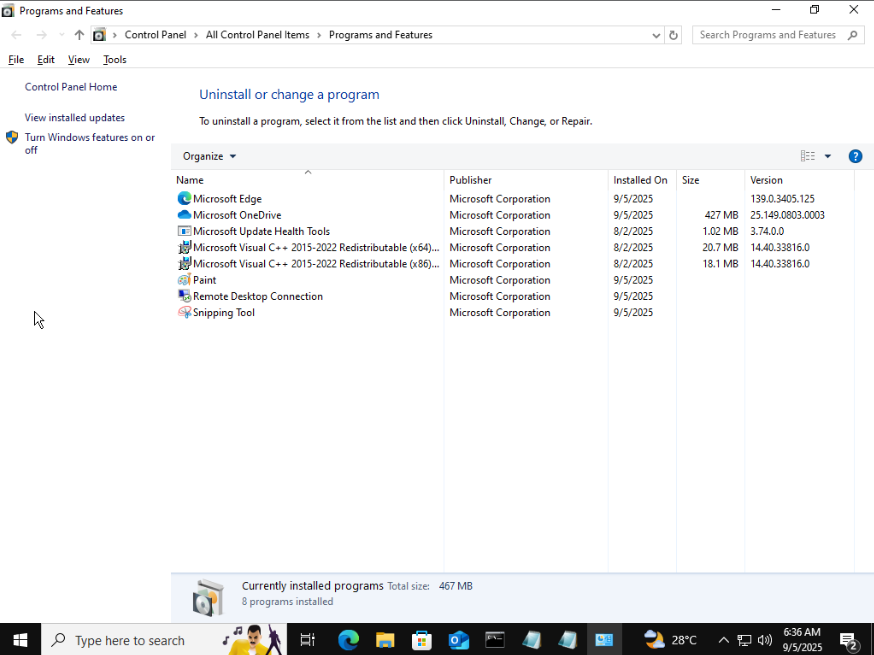 Programs and Features
Control Panel > All Control Panel Items > Programs and Features
Search Programs and Features
File Edit View Tools
Control Panel Home
View installed updates
Turn Windows features on or
off
Uninstall or change a program
To uninstall a program, select it from the list and then click Uninstall, Change, or Repair.
Organize
?
Name Publisher Installed On Size Version
Microsoft Edge Microsoft Corporation 9/5/2025 139.0.3405.125
Microsoft OneDrive Microsoft Corporation 9/5/2025 427 MB 25.149.0803.0003
Microsoft Update Health Tools Microsoft Corporation 8/2/2025 1.02 MB 3.74.0.0
Microsoft Visual C++ 2015-2022 Redistributable (x64)... Microsoft Corporation 8/2/2025 20.7 MB 14.40.33816.0
Microsoft Visual C++ 2015-2022 Redistributable (x86)... Microsoft Corporation 8/2/2025 18.1 MB 14.40.33816.0
Paint Microsoft Corporation 9/5/2025
Remote Desktop Connection Microsoft Corporation 9/5/2025
Snipping Tool Microsoft Corporation 9/5/2025
Currently installed programs Total size: 467 MB
8 programs installed
Type here to search
28°C
6:36 AM
9/5/2025
2